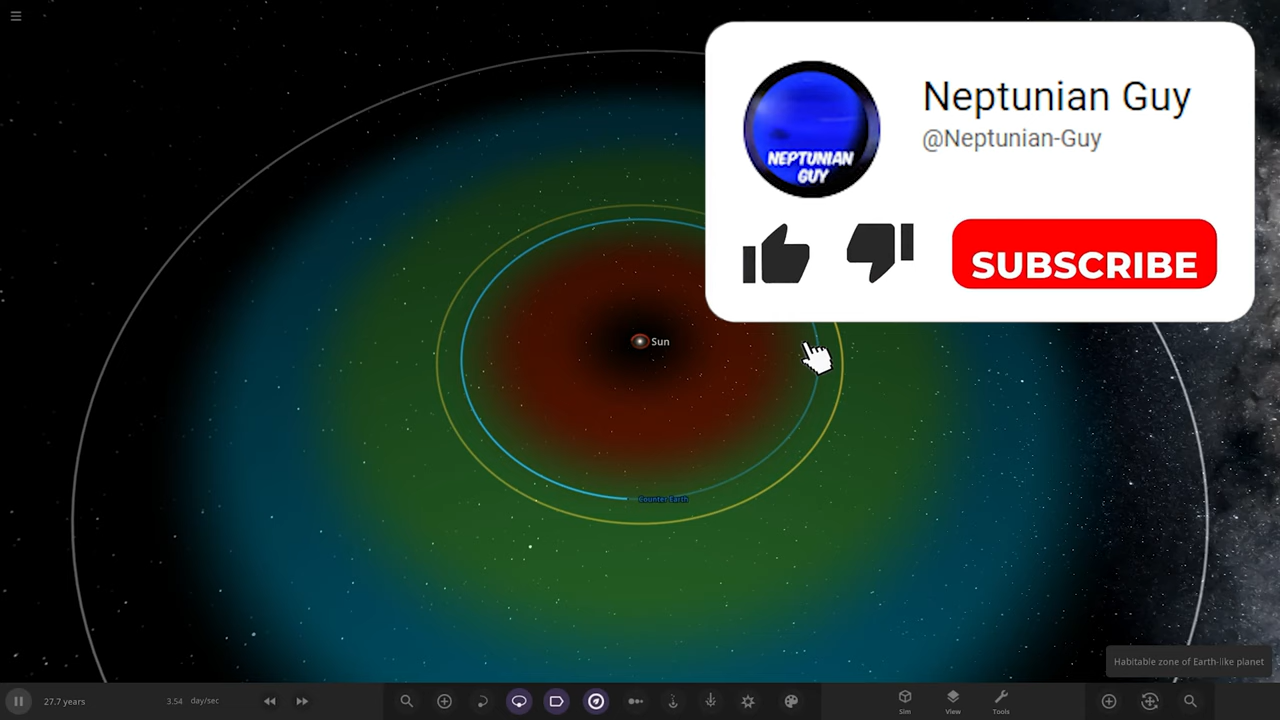 Neptunian Guy
@Neptunian-Guy
NEPTUNIAN
GUY
SUBSCRIBE
Sun
Counter Earth
Habitable zone of Earth-like planet
27.7 years
3.54 day/sec
Sim
View
Tools